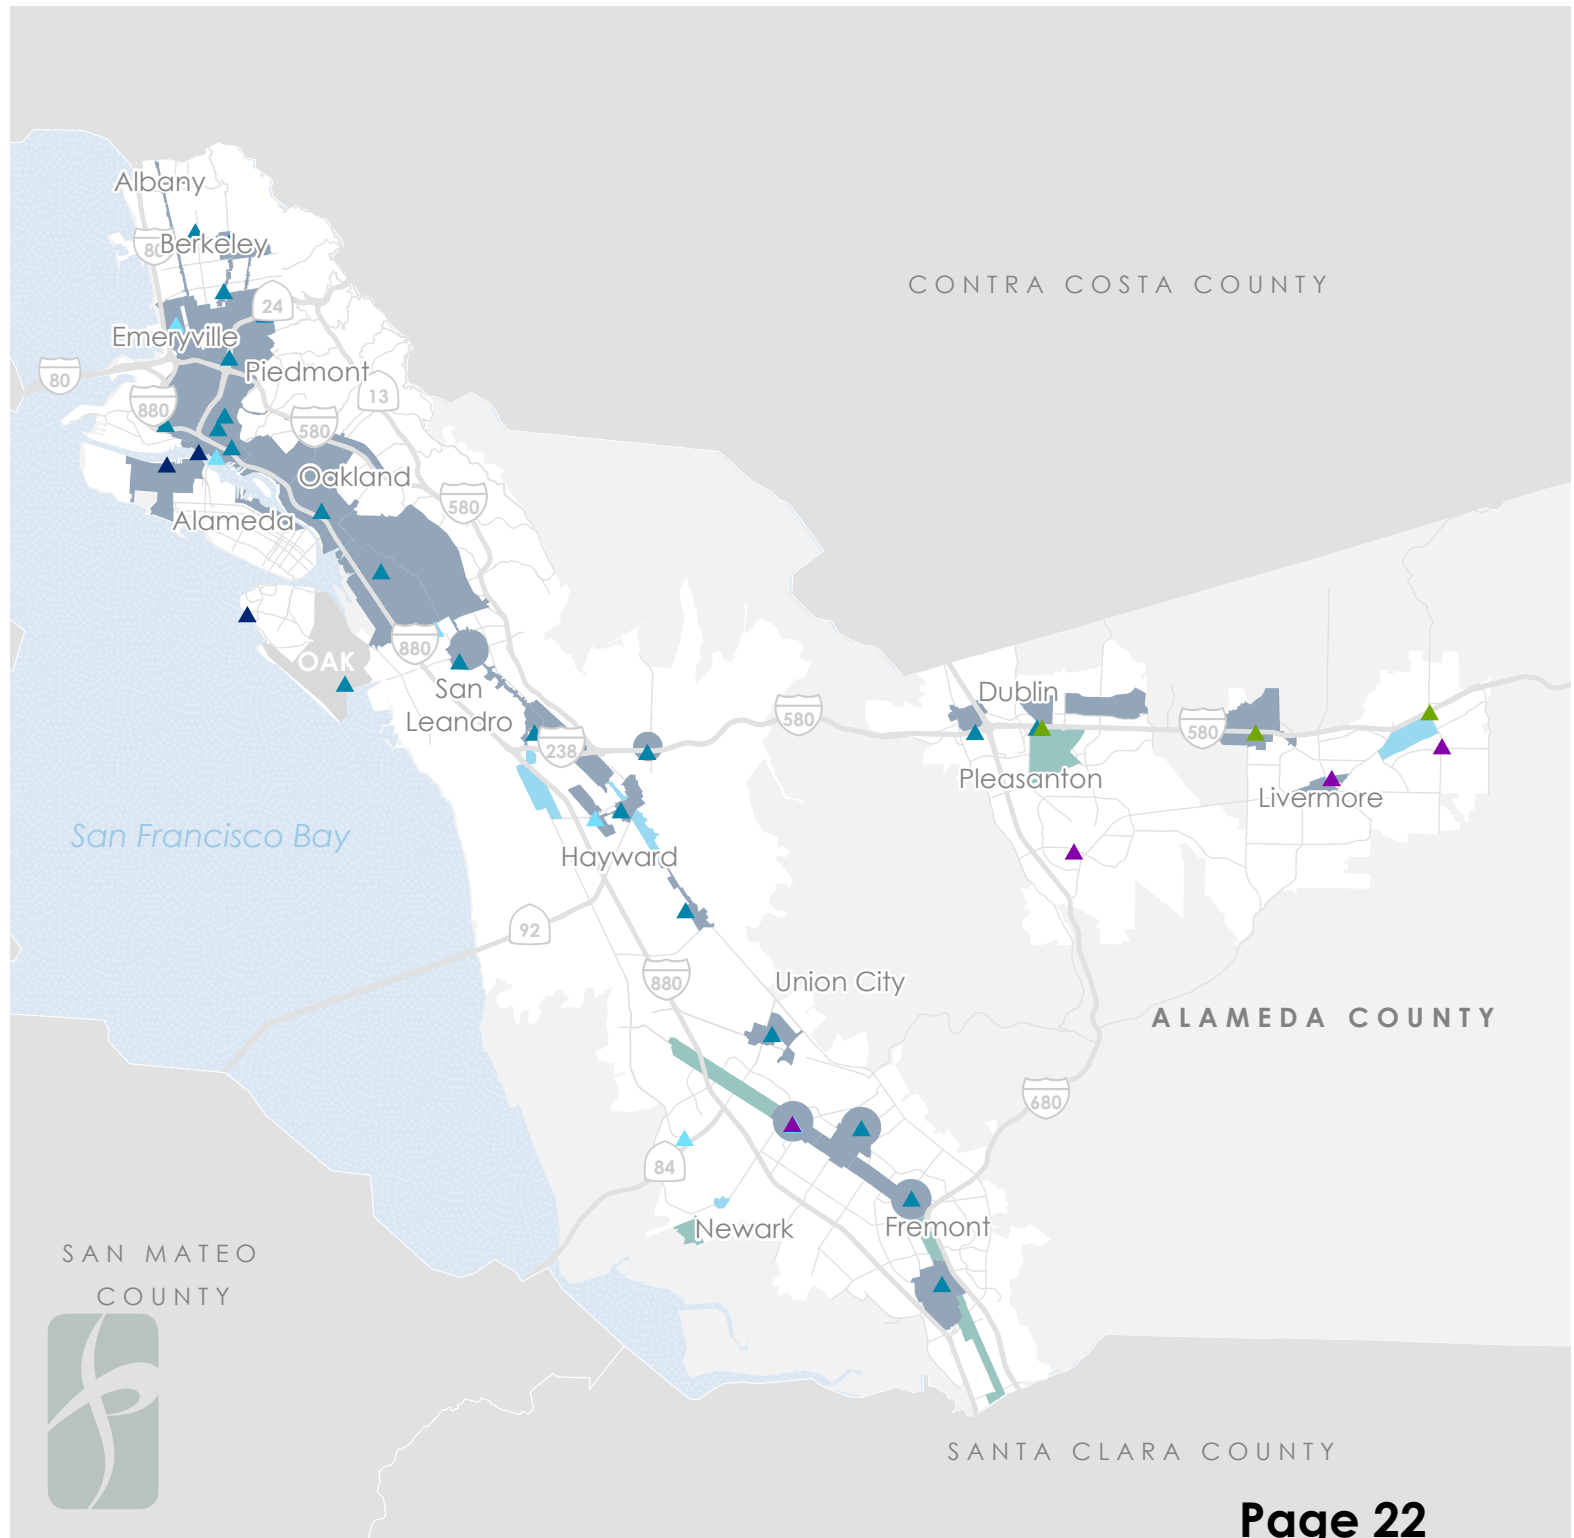 Albany
80
Berkeley
CONTRA COSTA COUNTY
24
Emeryville
80
Piedmont
13
880
580
Oakland
580
Alameda
880
OAK
San
Leandro
Dublin
580
580
238
Pleasanton
Livermore
San Francisco Bay
Hayward
92
880
Union City
ALAMEDA COUNTY
680
84
Newark
Fremont
SAN MATEO
COUNTY
SANTA CLARA COUNTY
Page 22